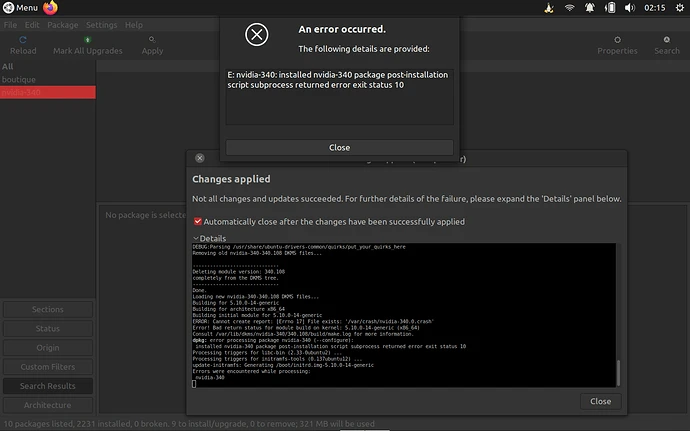 Menu
02:15
File Edit Package Settings Help
Reload Mark All Upgrades Apply Properties Search
All
boutique
nvidia-340
An error occurred.
The following details are provided:
E: nvidia-340: installed nvidia-340 package post-installation
script subprocess returned error exit status 10
Close
Changes applied
Not all changes and updates succeeded. For further details of the failure, please expand the 'Details' panel below.
Automatically close after the changes have been successfully applied
Details
DEBUG:Parsing /usr/share/ubuntu-drivers-common/quirks/put_your_quirks_here
Removing old nvidia-340-340.108 DKMS files...
------------------------------
Deleting module version: 340.108
completely from the DKMS tree.
------------------------------
Done.
Loading new nvidia-340-340.108 DKMS files...
Building for 5.10.0-14-generic
Building for architecture x86_64
Building initial module for 5.10.0-14-generic
ERROR: Cannot create report: [Errno 17] File exists: '/var/crash/nvidia-340.0.crash'
Error! Bad return status for module build on kernel: 5.10.0-14-generic (x86_64)
Consult /var/lib/dkms/nvidia-340/340.108/build/make.log for more information.
dpkg: error processing package nvidia-340 (--configure):
installed nvidia-340 package post-installation script subprocess returned error exit status 10
Processing triggers for libc-bin (2.33-0ubuntu2) ...
Processing triggers for initramfs-tools (0.137ubuntu12) ...
update-initramfs: Generating /boot/initrd.img-5.10.0-14-generic
Errors were encountered while processing:
nvidia-340
Close
No package is selected
Sections
Status
Origin
Custom Filters
Search Results
Architecture
10 packages listed, 2231 installed, 0 broken. 9 to install/upgrade, 0 to remove; 321 MB will be used